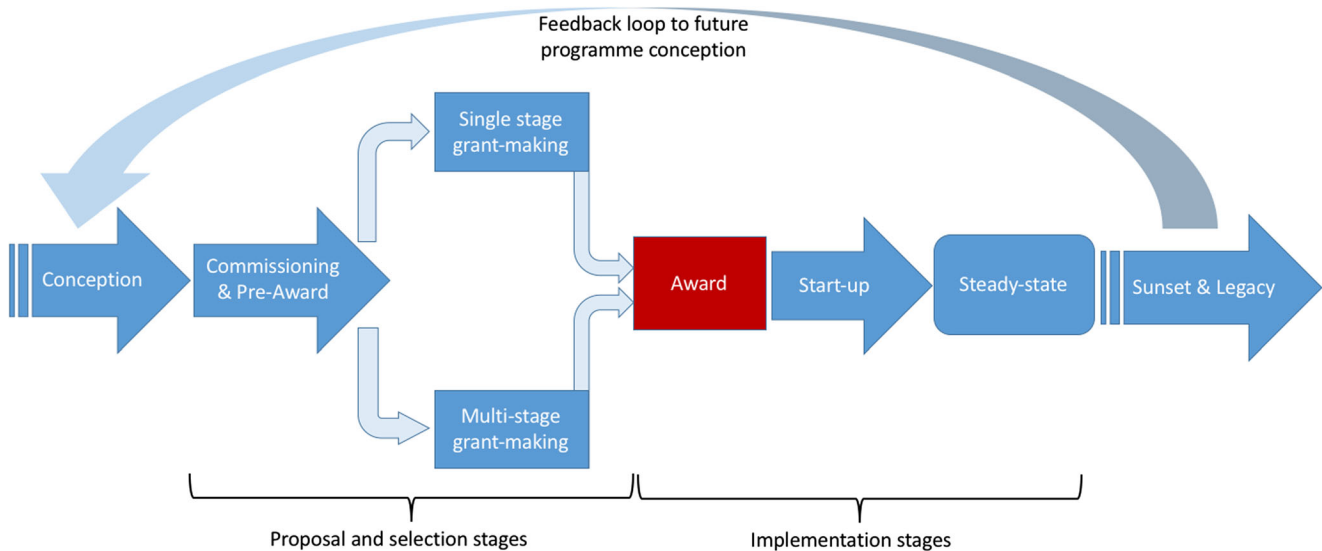 Feedback loop to future
programme conception
Single stage
grant-making
Conception
Commissioning
& Pre-Award
Award
Start-up
Steady-state
Sunset & Legacy
Multi-stage
grant-making
Proposal and selection stages
Implementation stages